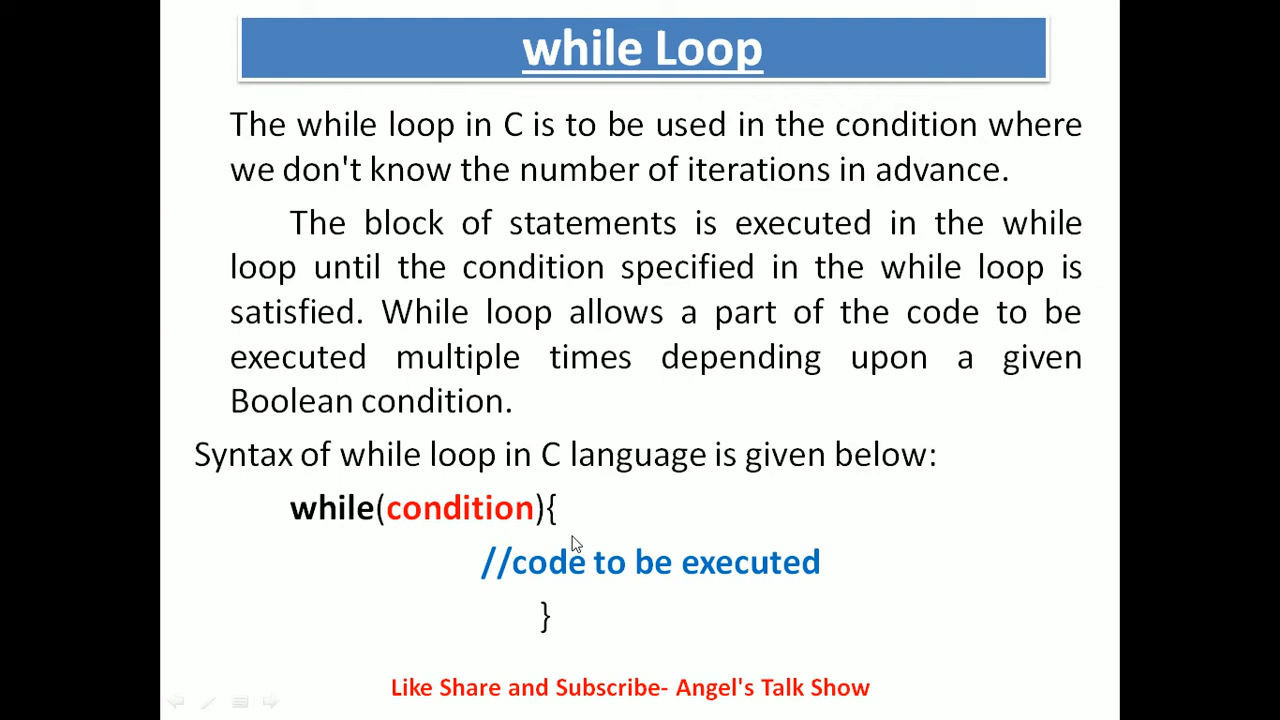 while Loop
The while loop in C is to be used in the condition where
we don't know the number of iterations in advance.
The block of statements is executed in the while
loop until the condition specified in the while loop is
satisfied. While loop allows a part of the code to be
executed multiple times depending upon a given
Boolean condition.
Syntax of while loop in C language is given below:
while(condition){
//code to be executed
}
Like Share and Subscribe- Angel's Talk Show